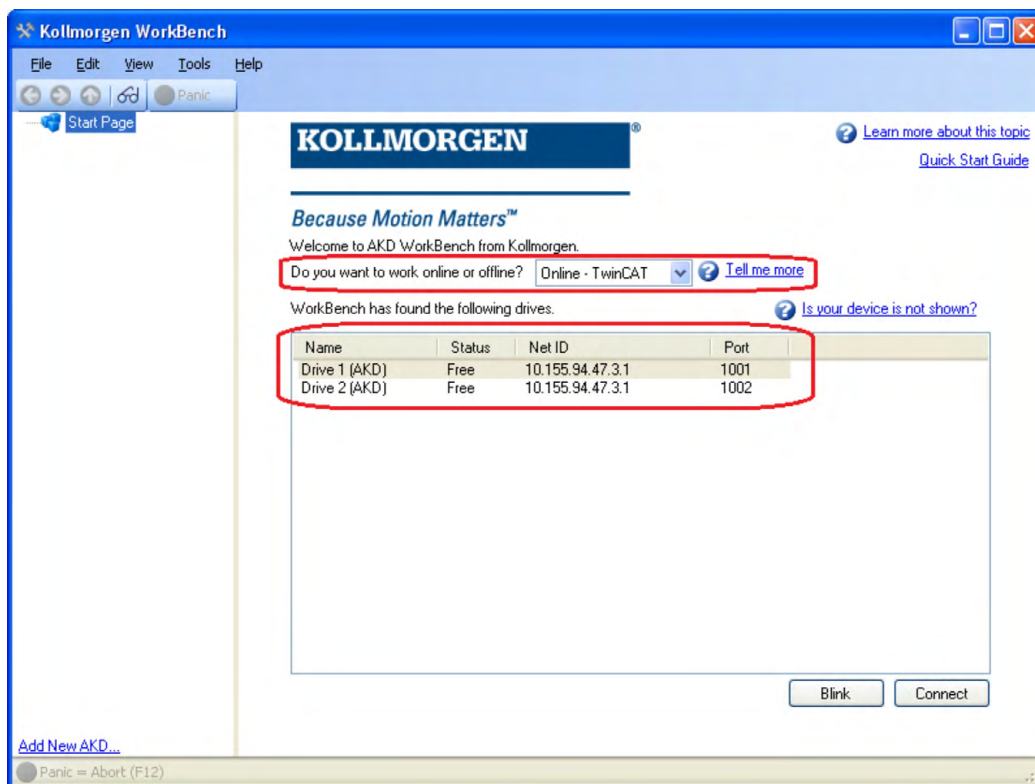 Kollmorgen WorkBench
File Edit View Tools Help
Panic
Start Page
KOLLMORGEN®
Learn more about this topic
Quick Start Guide
Because Motion Matters™
Welcome to AKD WorkBench from Kollmorgen.
Do you want to work online or offline? Online - TwinCAT Tell me more
WorkBench has found the following drives. Is your device is not shown?
Name Status Net ID Port
Drive 1 (AKD) Free 10.155.94.47.3.1 1001
Drive 2 (AKD) Free 10.155.94.47.3.1 1002
Blink Connect
Add New AKD...
Panic = Abort (F12)